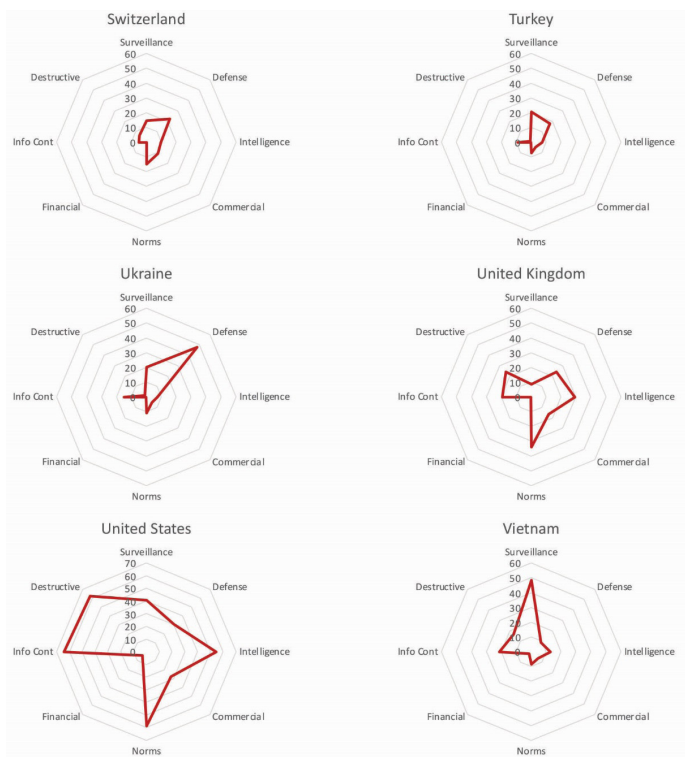 Switzerland
Surveillance
60
50
40
30
20
10
0
Destructive
Defense
Info Cont
Intelligence
Financial
Commercial
Norms
Turkey
Surveillance
60
50
40
30
20
10
0
Destructive
Defense
Info Cont
Intelligence
Financial
Commercial
Norms
Ukraine
Surveillance
60
50
40
30
20
10
0
Destructive
Defense
Info Cont
Intelligence
Financial
Commercial
Norms
United Kingdom
Surveillance
60
50
40
30
20
10
0
Destructive
Defense
Info Cont
Intelligence
Financial
Commercial
Norms
United States
Surveillance
70
60
50
40
30
20
10
0
Destructive
Defense
Info Cont
Intelligence
Financial
Commercial
Norms
Vietnam
Surveillance
60
50
40
30
20
10
0
Destructive
Defense
Info Cont
Intelligence
Financial
Commercial
Norms